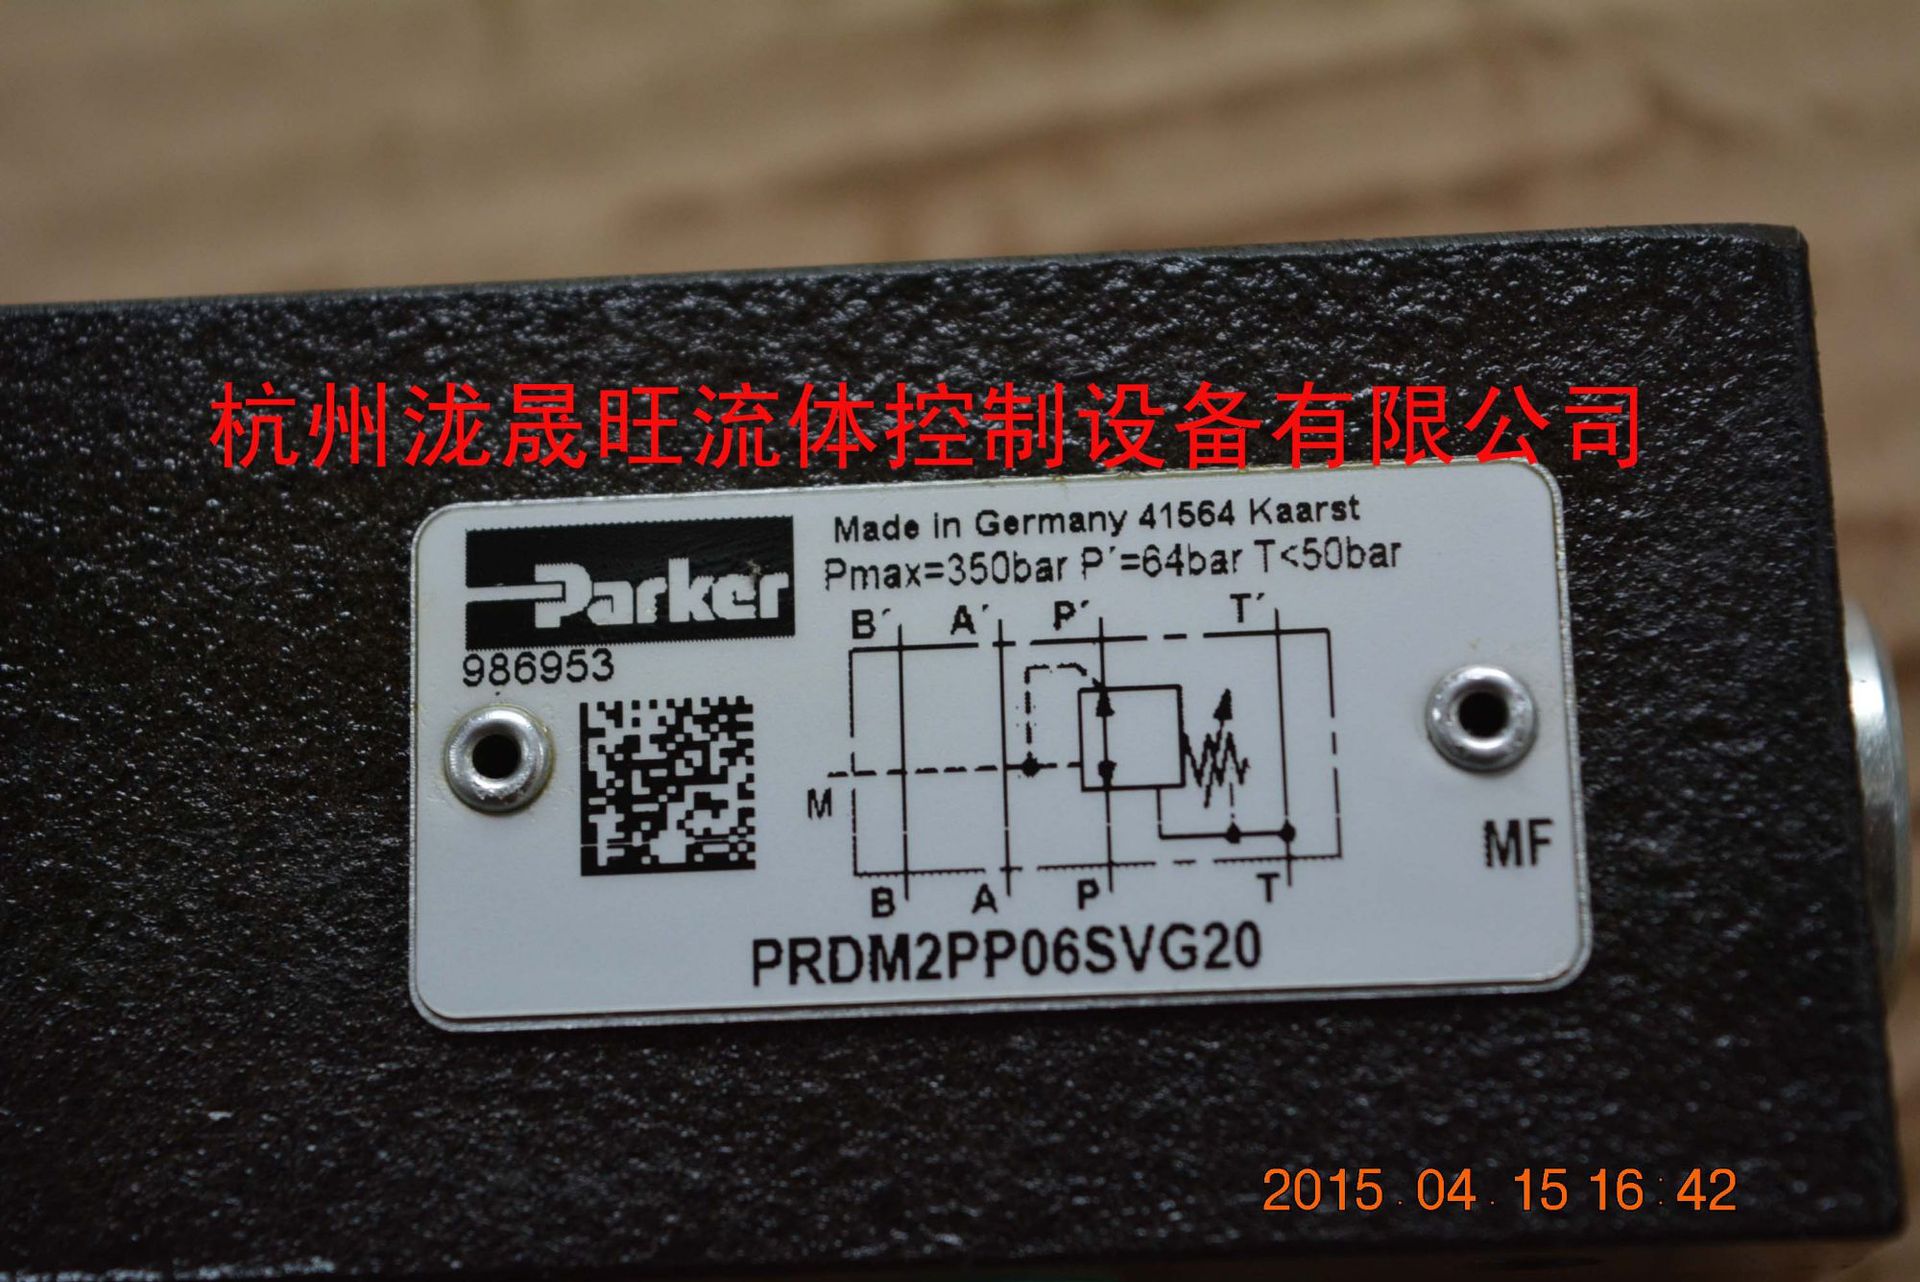 杭州泷晟旺流体控制设备有限公司
Parker
Made in Germany 41564 Kaarst
Pmax=350bar P´=64bar T<50bar
986953
B´ A´ P´ T´
M
MF
B A P T
PRDM2PP06SVG20
2015.04.15 16:42